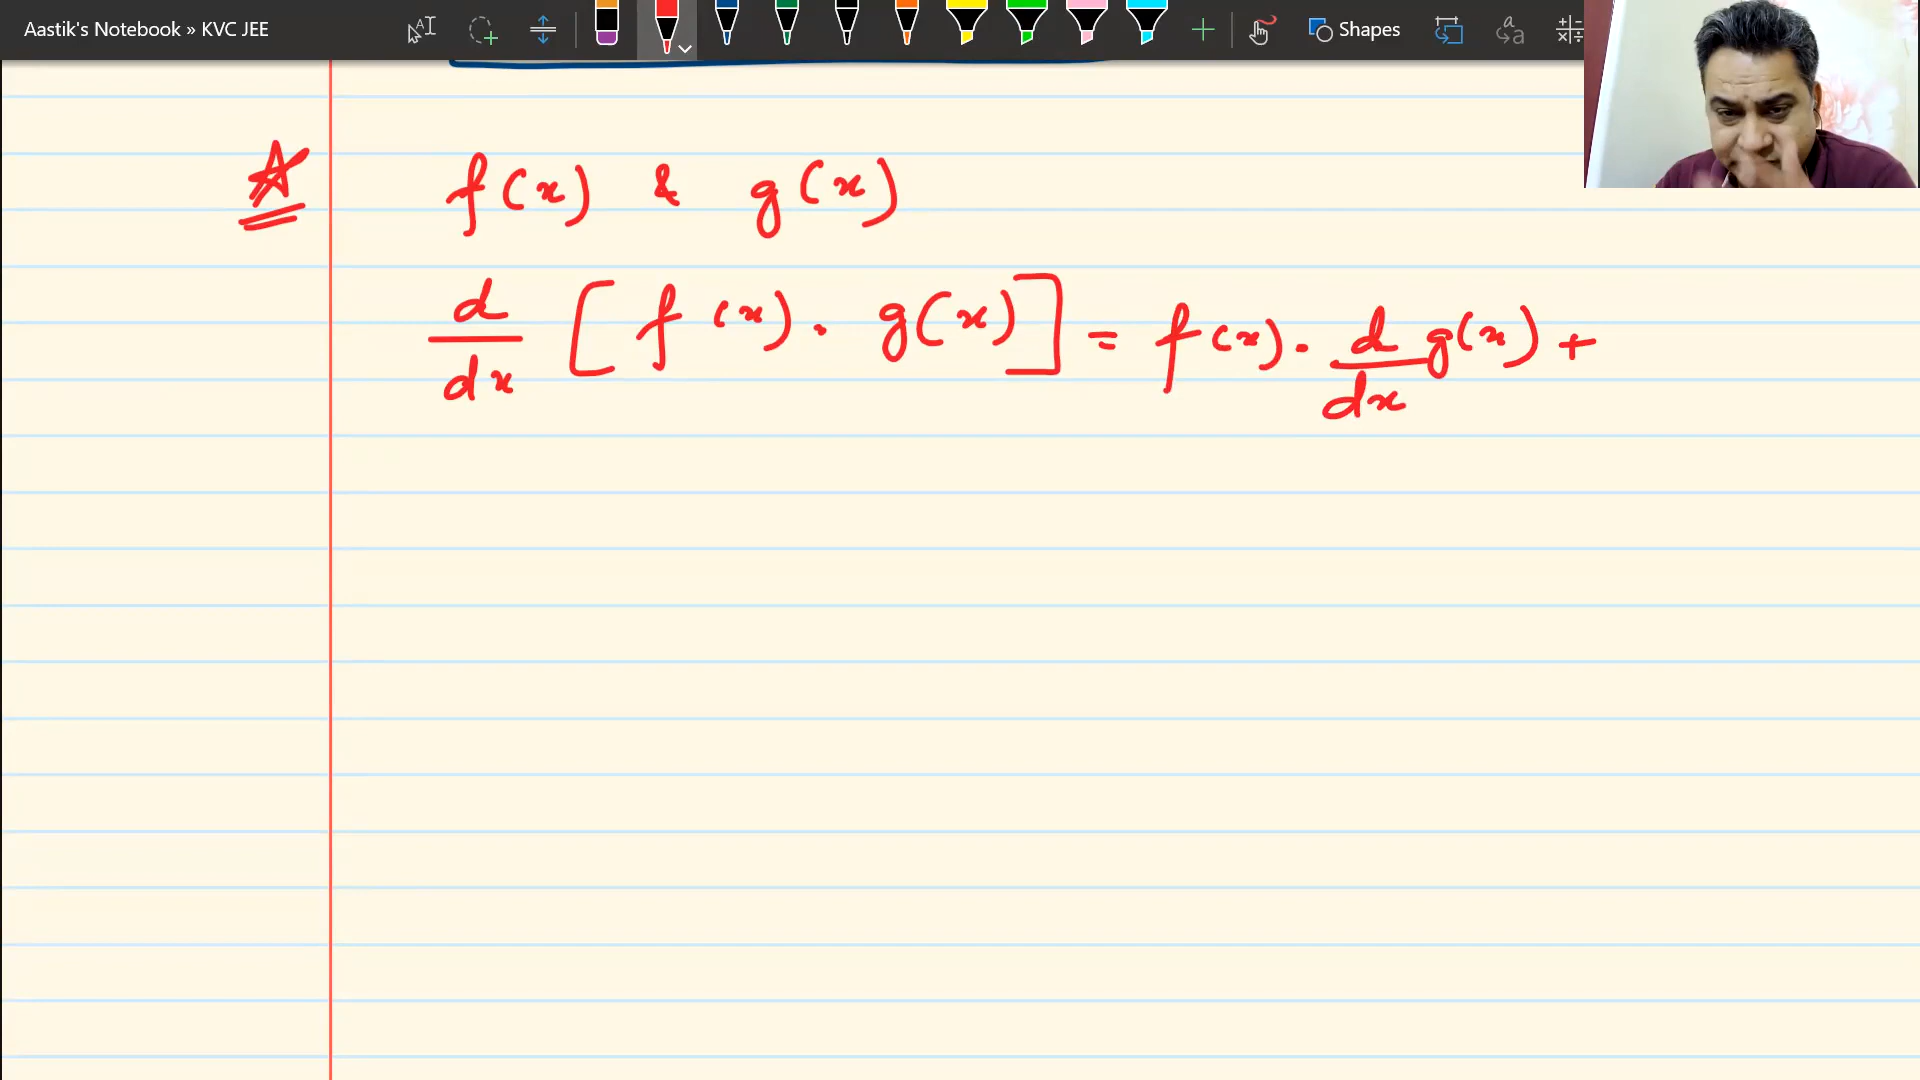 Aastik's Notebook » KVC JEE
Shapes
f(x) & g(x)
d/dx [f(x) . g(x)] = f(x) . d/dx g(x) +